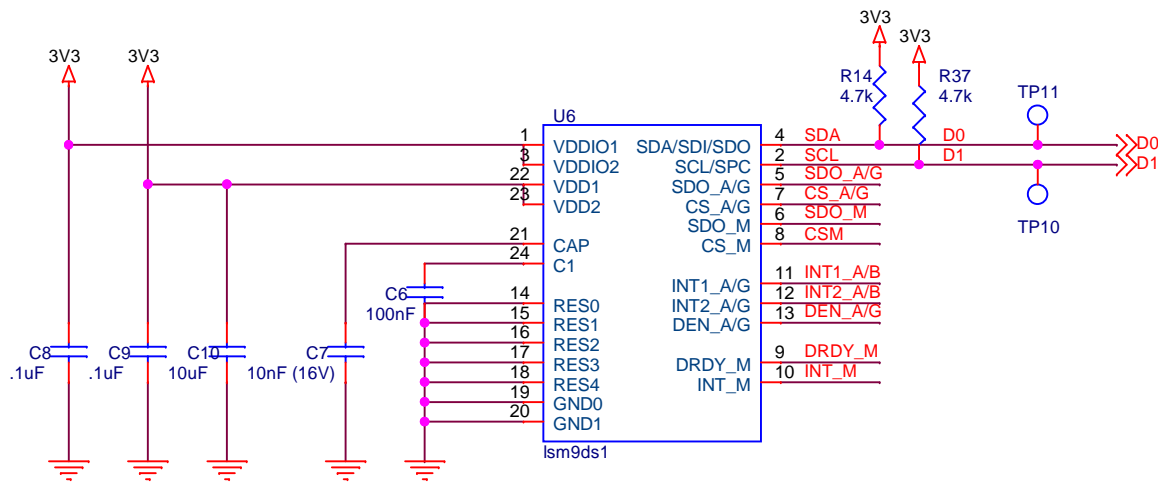 3V3
3V3
3V3
3V3
R14
4.7k
R37
4.7k
TP11
TP10
U6
1
VDDIO1
3
VDDIO2
22
VDD1
23
VDD2
21
CAP
24
C1
14
RES0
15
RES1
16
RES2
17
RES3
18
RES4
19
GND0
20
GND1
SDA/SDI/SDO
4
SDA
D0
D0
SCL/SPC
2
SCL
D1
D1
SDO_A/G
5
SDO_A/G
CS_A/G
7
CS_A/G
SDO_M
6
SDO_M
CS_M
8
CSM
INT1_A/G
11
INT1_A/B
INT2_A/G
12
INT2_A/B
DEN_A/G
13
DEN_A/G
DRDY_M
9
DRDY_M
INT_M
10
INT_M
lsm9ds1
C6
100nF
C8
.1uF
C9
.1uF
C10
10uF
C7
10nF (16V)